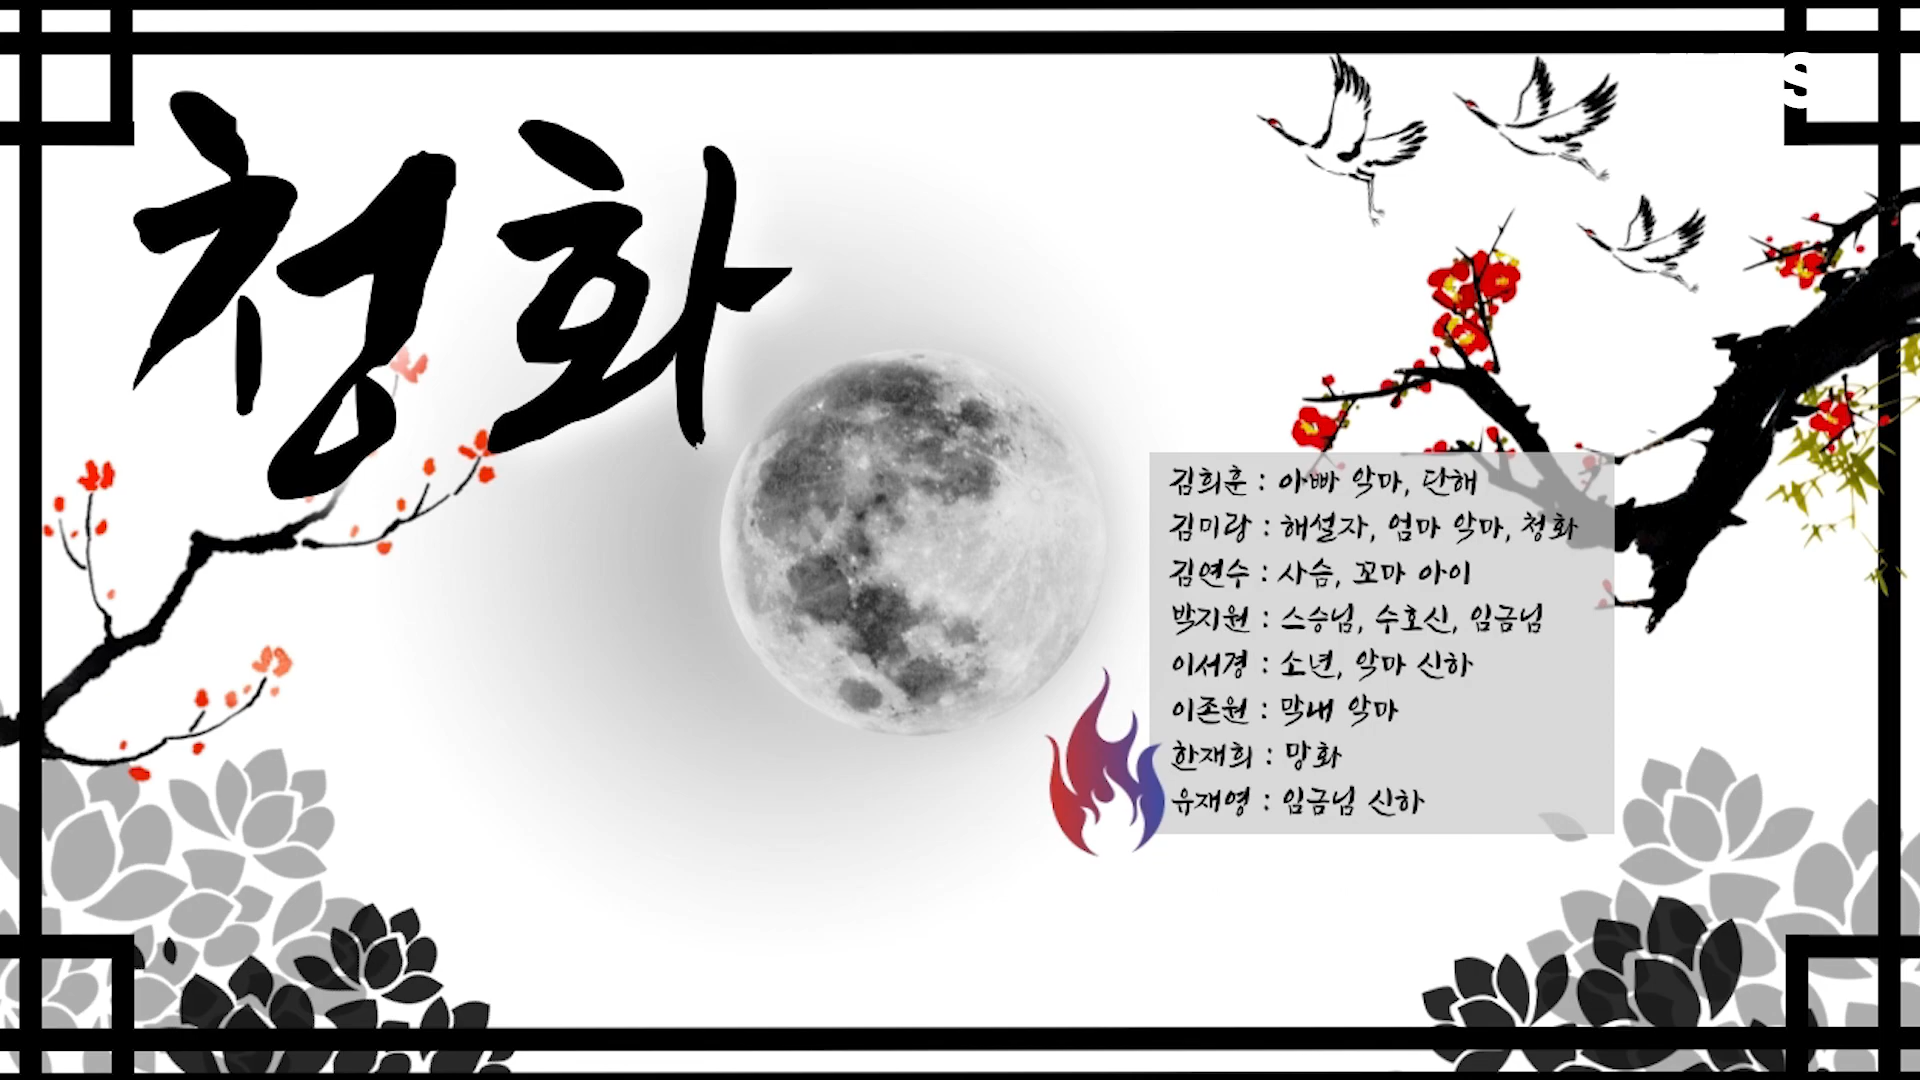 청화
김희훈 : 아빠 악마, 단해
김미랑 : 해설자, 엄마 악마, 청화
김연수 : 사슴, 꼬마 아이
박지원 : 스승님, 수호신, 임금님
이서경 : 소년, 악마 신하
이존원 : 막내 악마
한재희 : 망화
유재영 : 임금님 신하